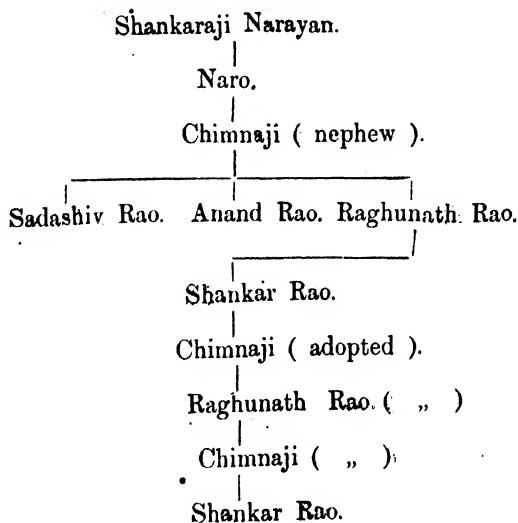 Shankaraji Narayan.
Naro.
Chimnaji ( nephew ).
Sadashiv Rao. Anand Rao. Raghunath Rao.
Shankar Rao.
Chimnaji ( adopted ).
Raghunath Rao. ( „ )
Chimnaji ( „ )
Shankar Rao.